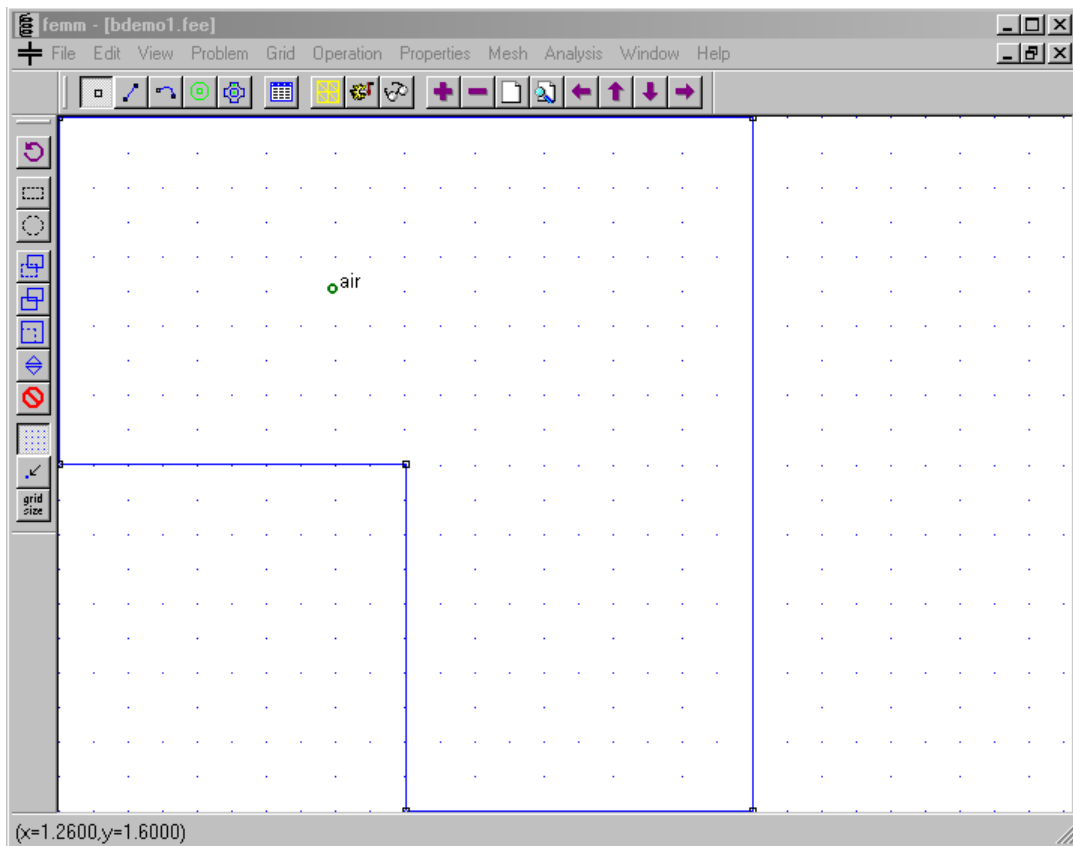 femm - [bdemo1.fee]
File Edit View Problem Grid Operation Properties Mesh Analysis Window Help
air
grid
size
(x=1.2600,y=1.6000)